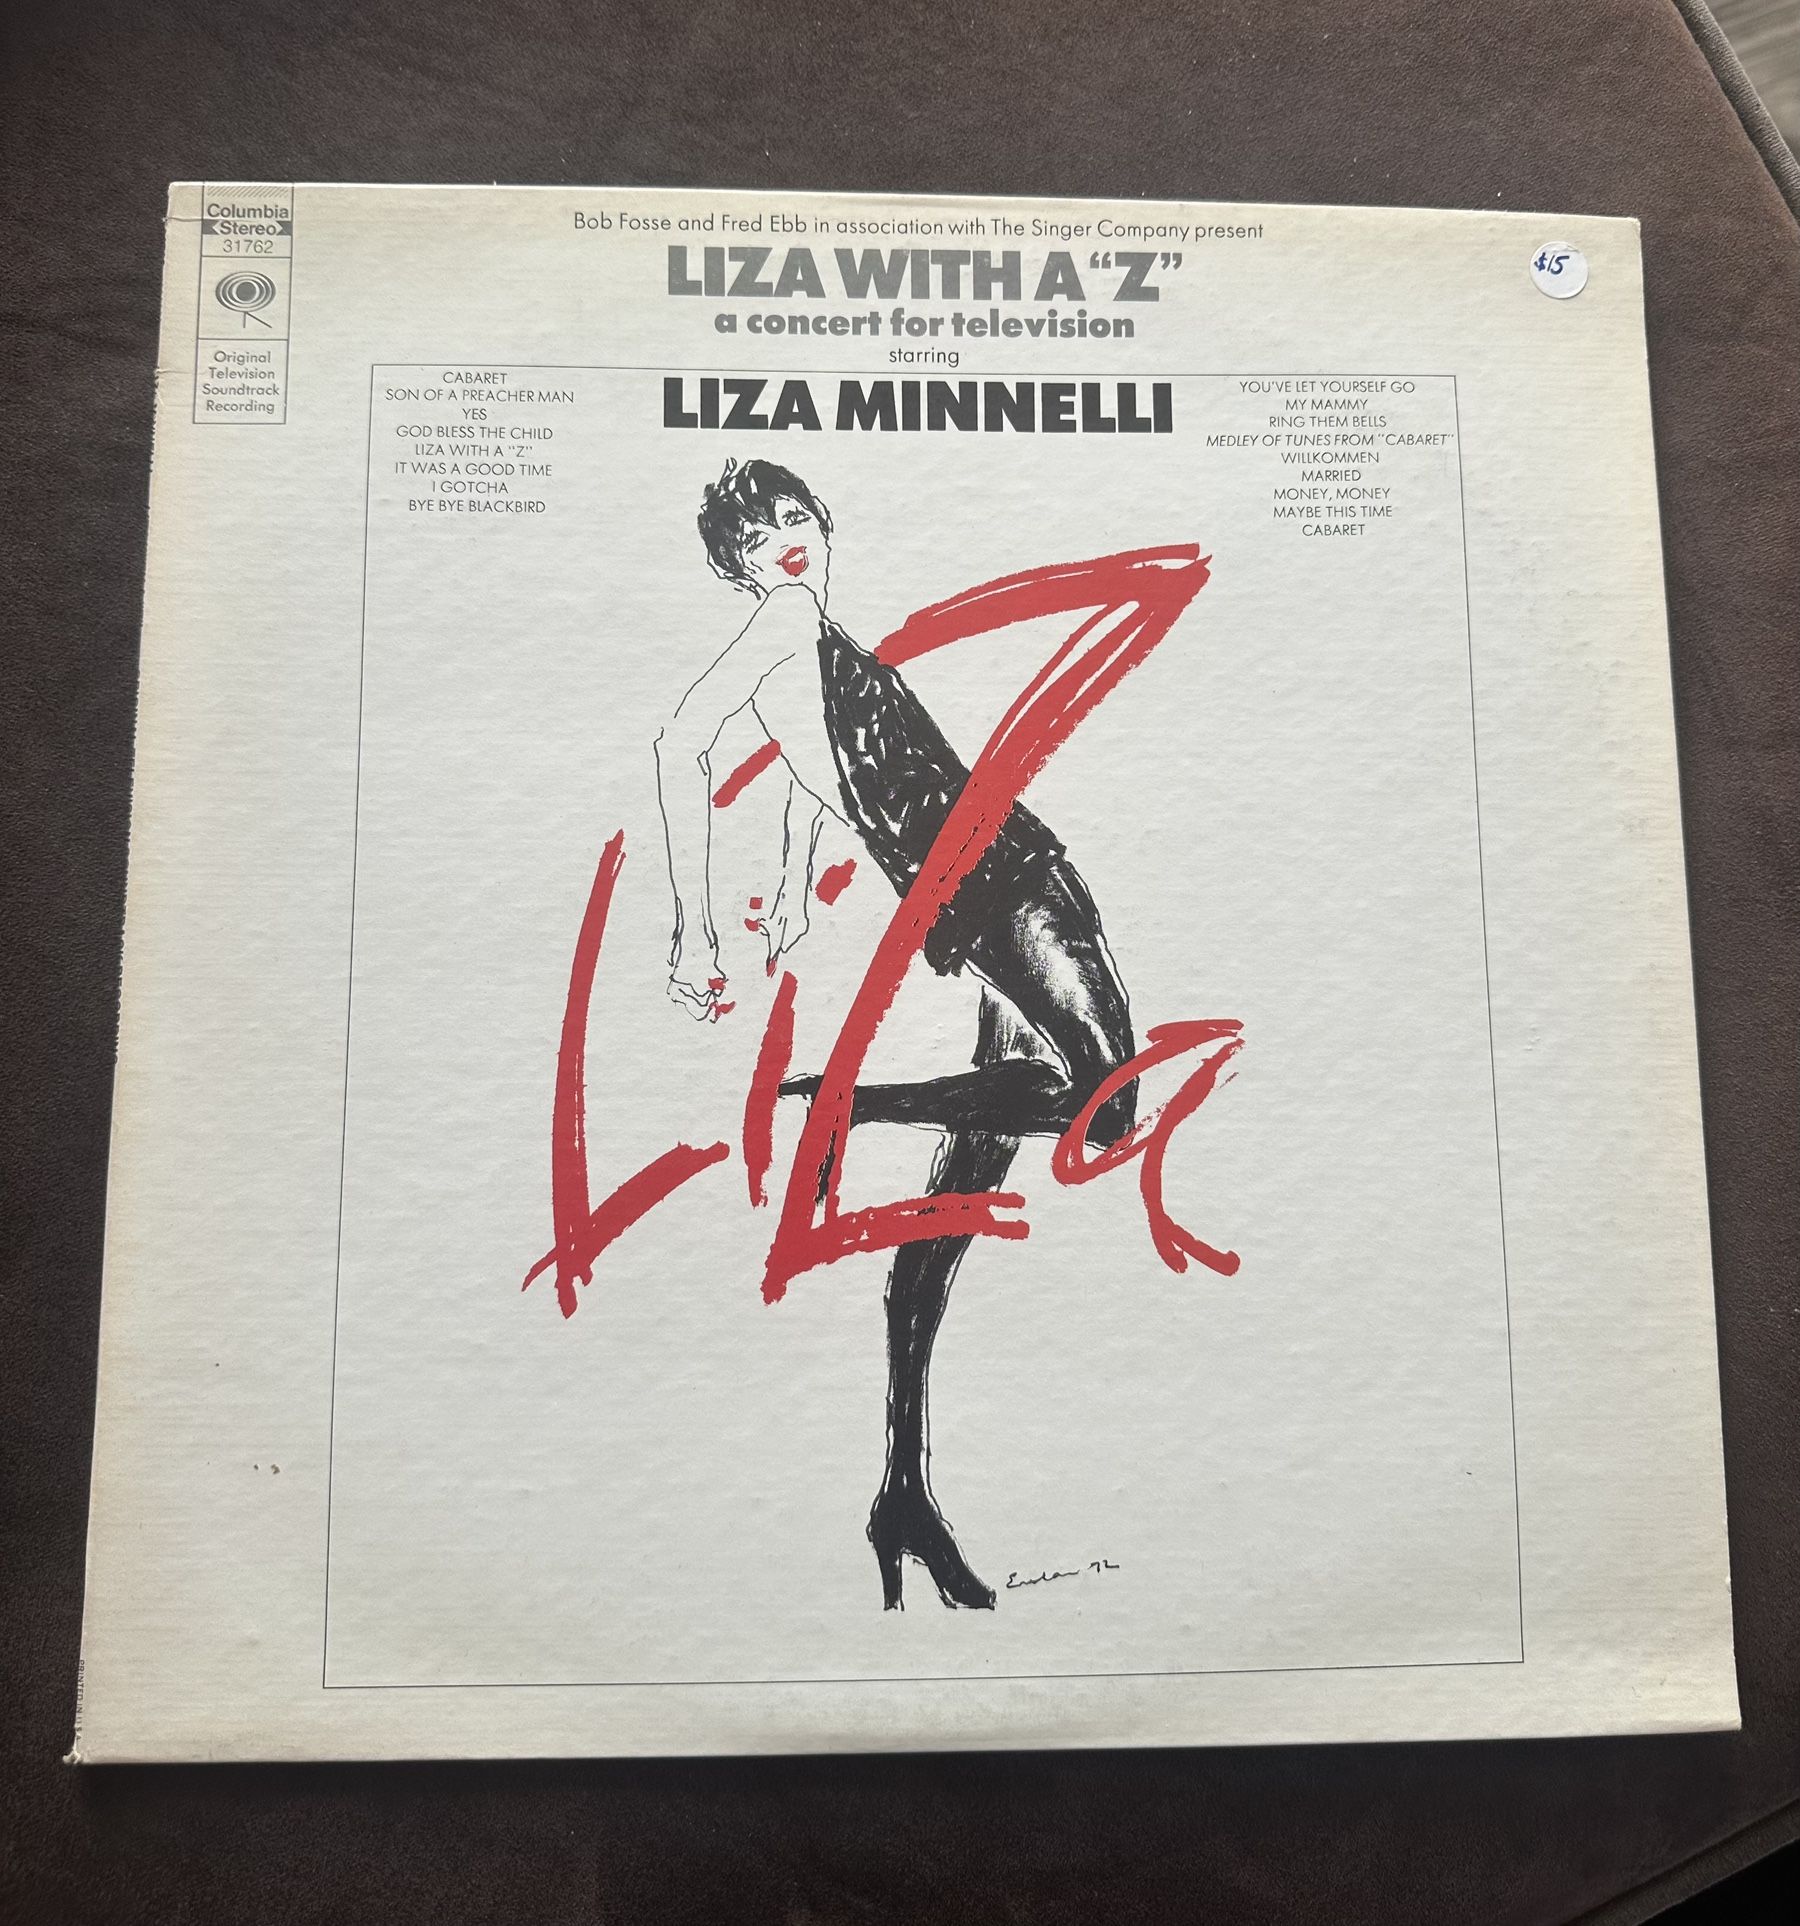 Columbia
Stereo
31762
Original
Television
Soundtrack
Recording
Bob Fosse and Fred Ebb in association with The Singer Company present
LIZA WITH A “Z”
a concert for television
starring
LIZA MINNELLI
$15
CABARET
SON OF A PREACHER MAN
YES
GOD BLESS THE CHILD
LIZA WITH A "Z"
IT WAS A GOOD TIME
I GOTCHA
BYE BYE BLACKBIRD
YOU'VE LET YOURSELF GO
MY MAMMY
RING THEM BELLS
MEDLEY OF TUNES FROM "CABARET"
WILLKOMMEN
MARRIED
MONEY, MONEY
MAYBE THIS TIME
CABARET
LiZa
72
PRINTED IN U.S.A.